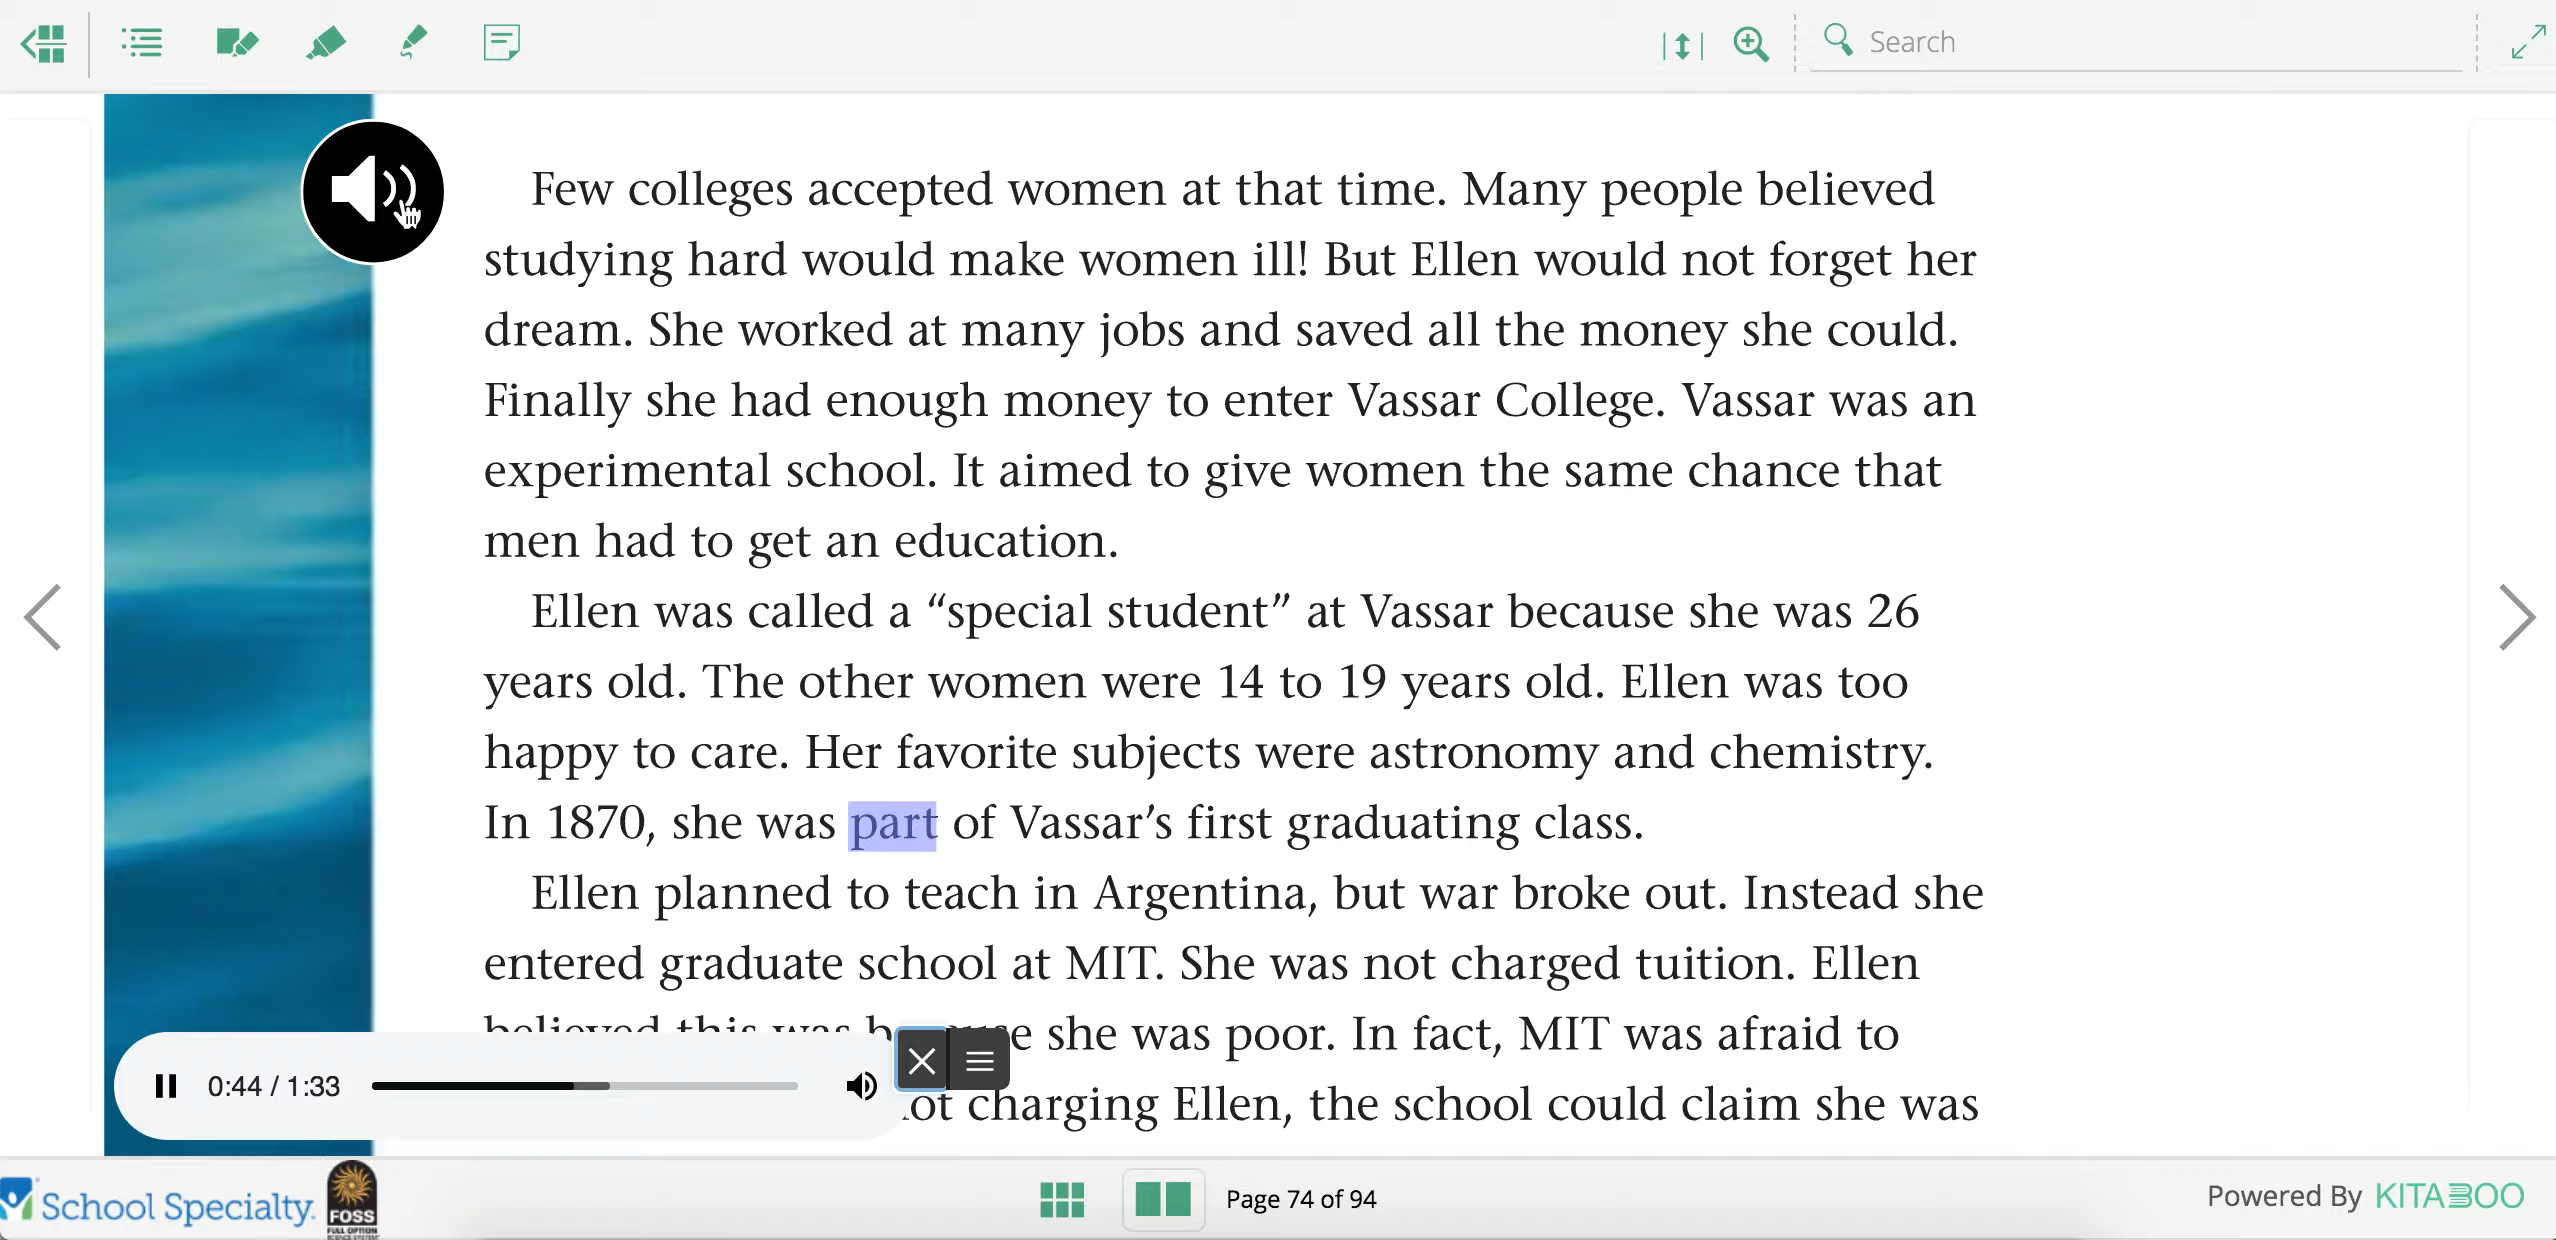 Search
Few colleges accepted women at that time. Many people believed
studying hard would make women ill! But Ellen would not forget her
dream. She worked at many jobs and saved all the money she could.
Finally she had enough money to enter Vassar College. Vassar was an
experimental school. It aimed to give women the same chance that
men had to get an education.
Ellen was called a “special student” at Vassar because she was 26
years old. The other women were 14 to 19 years old. Ellen was too
happy to care. Her favorite subjects were astronomy and chemistry.
In 1870, she was part of Vassar’s first graduating class.
Ellen planned to teach in Argentina, but war broke out. Instead she
entered graduate school at MIT. She was not charged tuition. Ellen
believed this was because she was poor. In fact, MIT was afraid to
charging Ellen, the school could claim she was
0:44 / 1:33
School Specialty.
FOSS
FULL OPTION
Page 74 of 94
Powered By KITABOO